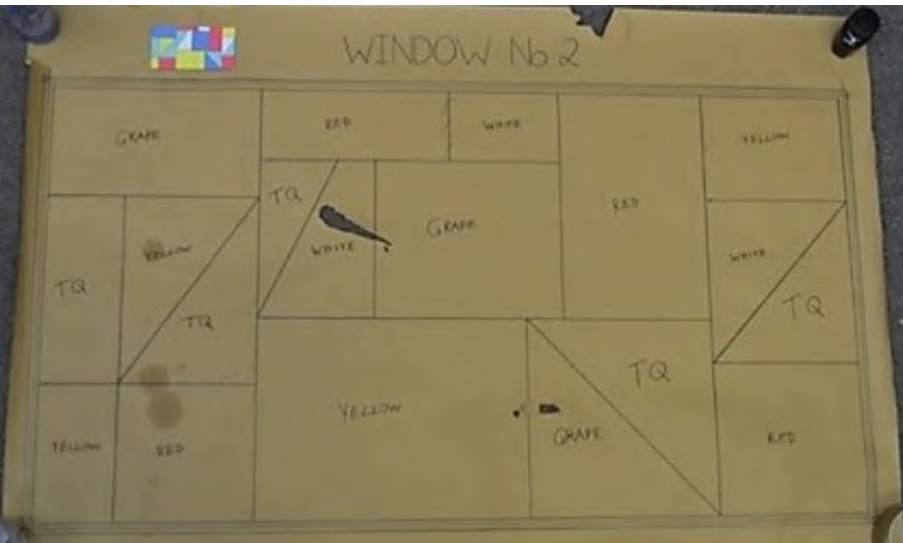 WINDOW No 2
GRAPE
RED
WHITE
RED
YELLOW
TQ
YELLOW
TQ
TQ
WHITE
GRAPE
WHITE
TQ
YELLOW
RED
YELLOW
GRAPE
TQ
RED